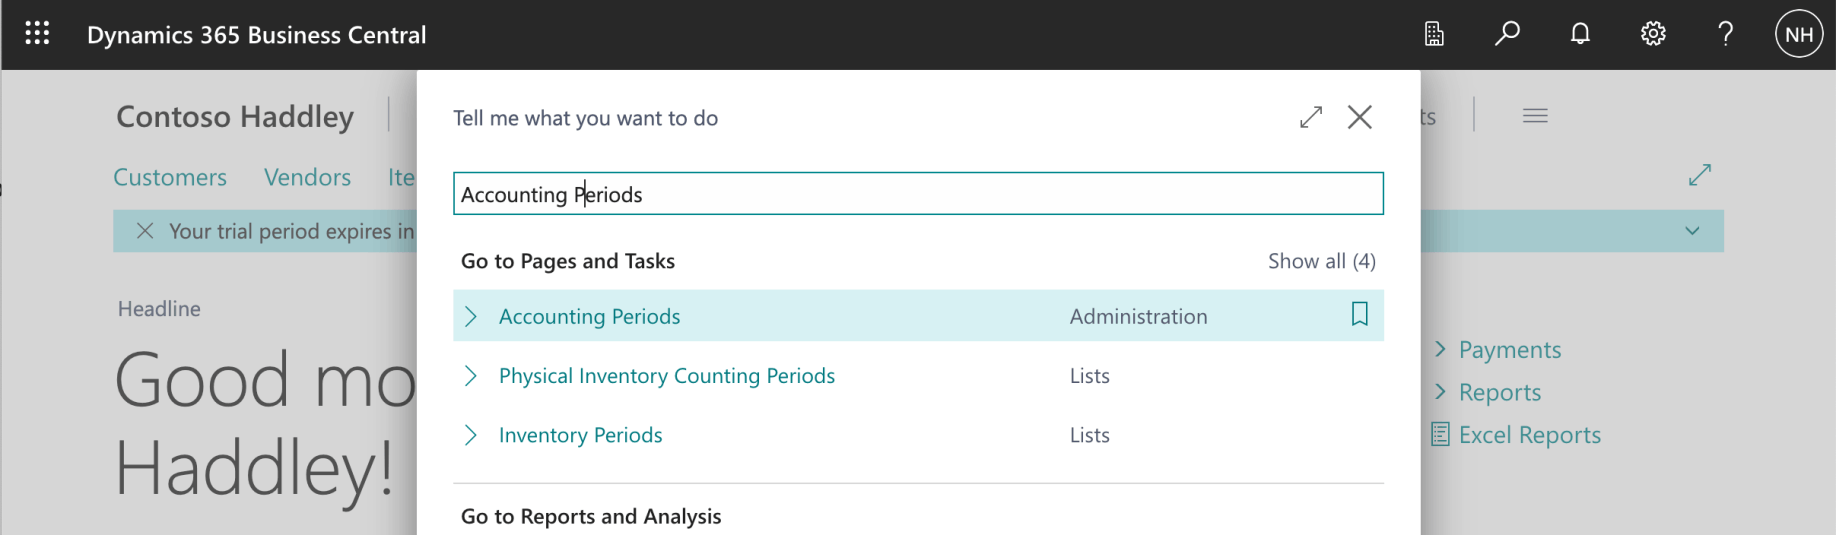 Dynamics 365 Business Central
?
NH
Contoso Haddley
Tell me what you want to do
ts
Customers
Vendors
Ite
Accounting Periods
Your trial period expires in
Go to Pages and Tasks
Show all (4)
Headline
Accounting Periods
Administration
Good mo
Haddley!
Physical Inventory Counting Periods
Lists
Inventory Periods
Lists
Go to Reports and Analysis
Payments
Reports
Excel Reports